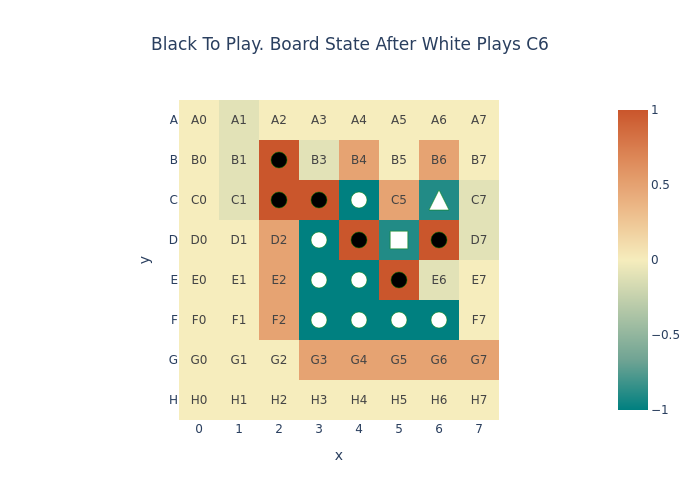 Black To Play. Board State After White Plays C6
A A0 A1 A2 A3 A4 A5 A6 A7 1
B B0 B1 B3 B4 B5 B6 B7
C C0 C1 C5 C7 0.5
D D0 D1 D2 D7
y 0
E E0 E1 E2 E6 E7
F F0 F1 F2 F7 −0.5
G G0 G1 G2 G3 G4 G5 G6 G7
H H0 H1 H2 H3 H4 H5 H6 H7 −1
0 1 2 3 4 5 6 7
x